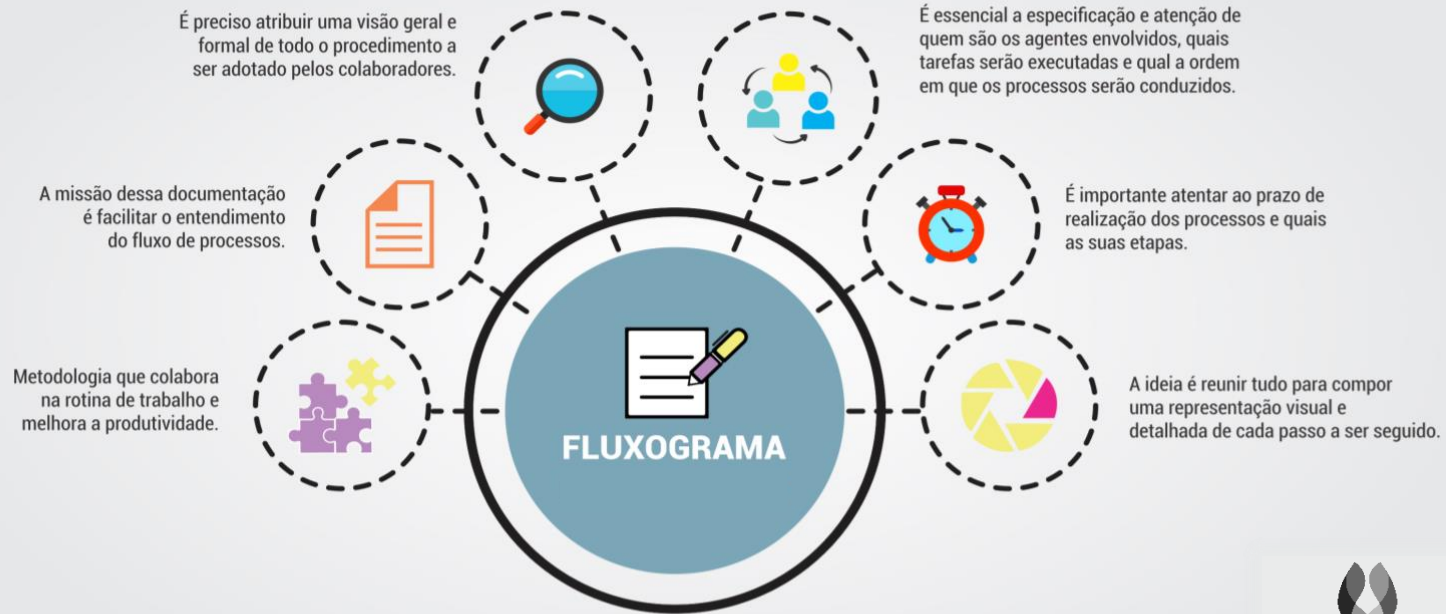 É preciso atribuir uma visão geral e
formal de todo o procedimento a
ser adotado pelos colaboradores.
É essencial a especificação e atenção de
quem são os agentes envolvidos, quais
tarefas serão executadas e qual a ordem
em que os processos serão conduzidos.
A missão dessa documentação
é facilitar o entendimento
do fluxo de processos.
É importante atentar ao prazo de
realização dos processos e quais
as suas etapas.
Metodologia que colabora
na rotina de trabalho e
melhora a produtividade.
A ideia é reunir tudo para compor
uma representação visual e
detalhada de cada passo a ser seguido.
FLUXOGRAMA